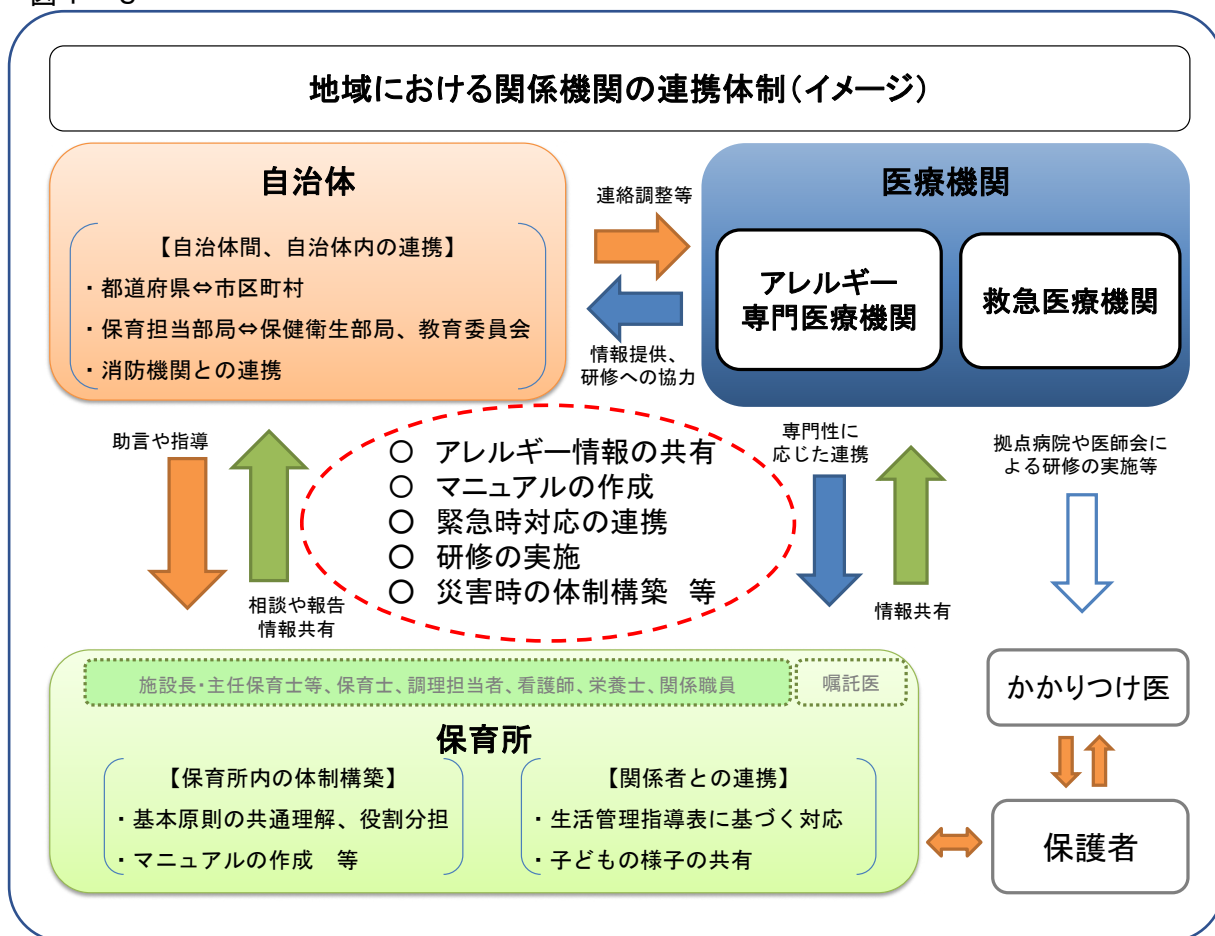 地域における関係機関の連携体制(イメージ)
自治体
【自治体間、自治体内の連携】
・都道府県⇔市区町村
・保育担当部局⇔保健衛生部局、教育委員会
・消防機関との連携
連絡調整等
情報提供、
研修への協力
医療機関
アレルギー
専門医療機関
救急医療機関
助言や指導
相談や報告
情報共有
○ アレルギー情報の共有
○ マニュアルの作成
○ 緊急時対応の連携
○ 研修の実施
○ 災害時の体制構築 等
専門性に
応じた連携
情報共有
拠点病院や医師会に
よる研修の実施等
施設長・主任保育士等、保育士、調理担当者、看護師、栄養士、関係職員
嘱託医
保育所
【保育所内の体制構築】
・基本原則の共通理解、役割分担
・マニュアルの作成 等
【関係者との連携】
・生活管理指導表に基づく対応
・子どもの様子の共有
かかりつけ医
保護者